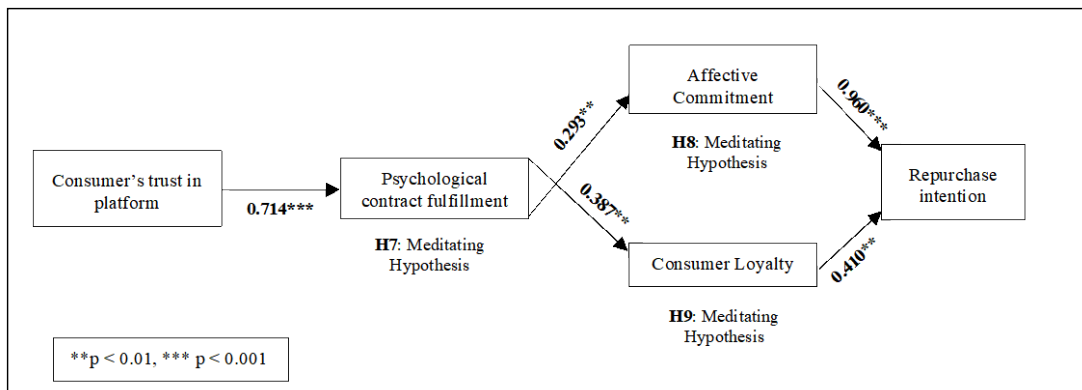 Consumer's trust in
platform
0.714***
Psychological
contract fulfillment
H7: Meditating
Hypothesis
0.293**
0.387**
Affective
Commitment
H8: Meditating
Hypothesis
Consumer Loyalty
H9: Meditating
Hypothesis
0.960***
0.410**
Repurchase
intention
**p < 0.01, *** p < 0.001